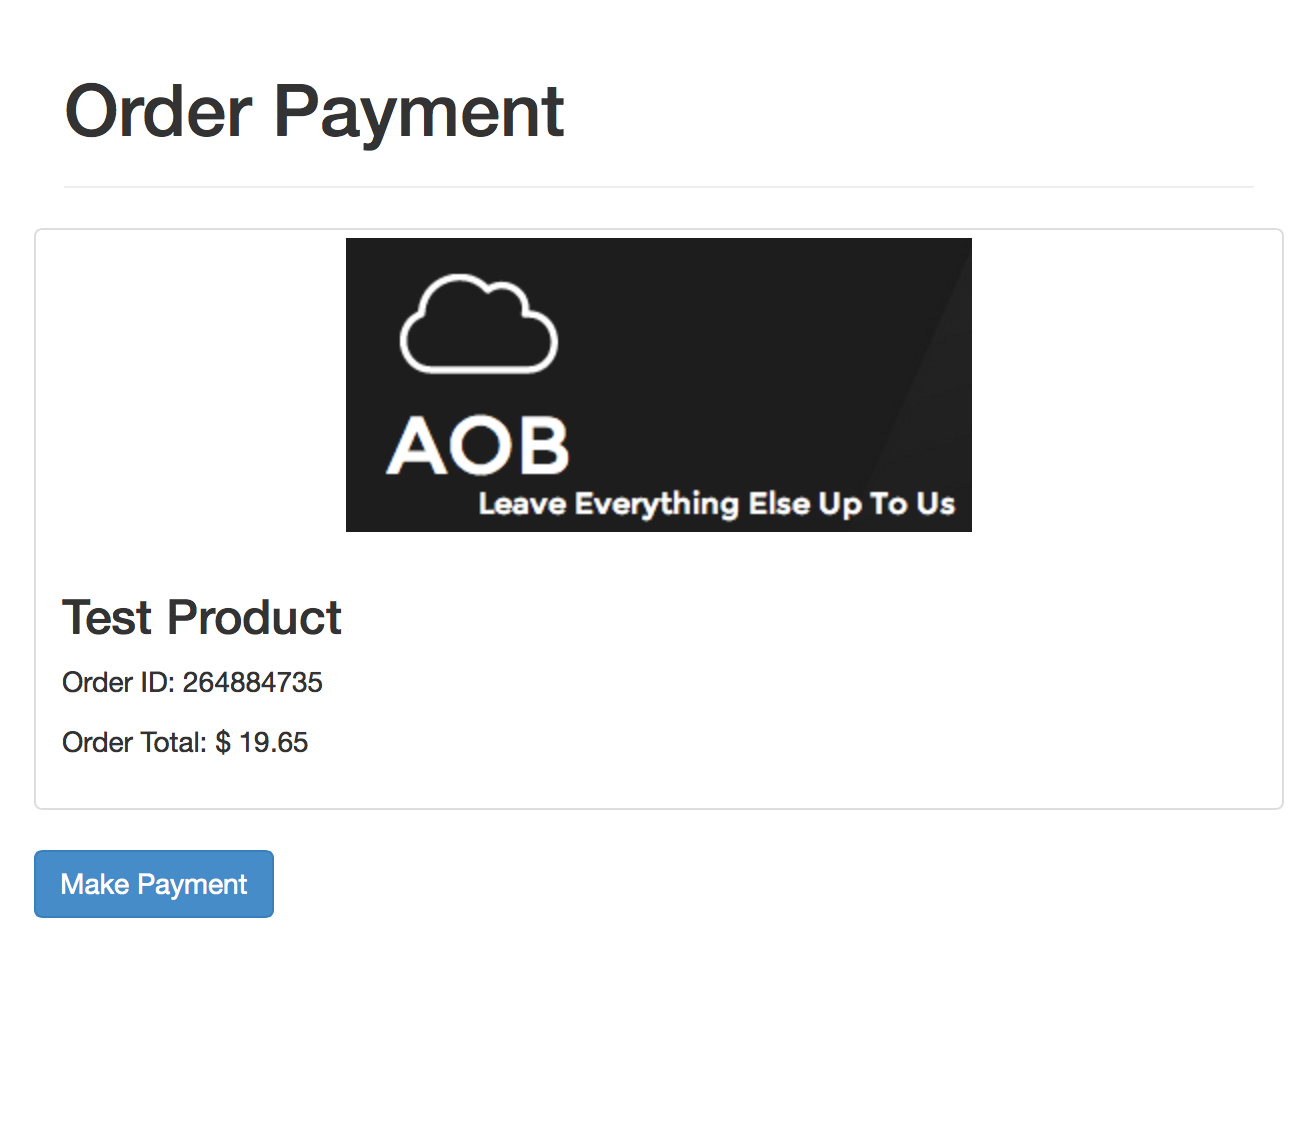 Order Payment
AOB
Leave Everything Else Up To Us
Test Product
Order ID: 264884735
Order Total: $ 19.65
Make Payment